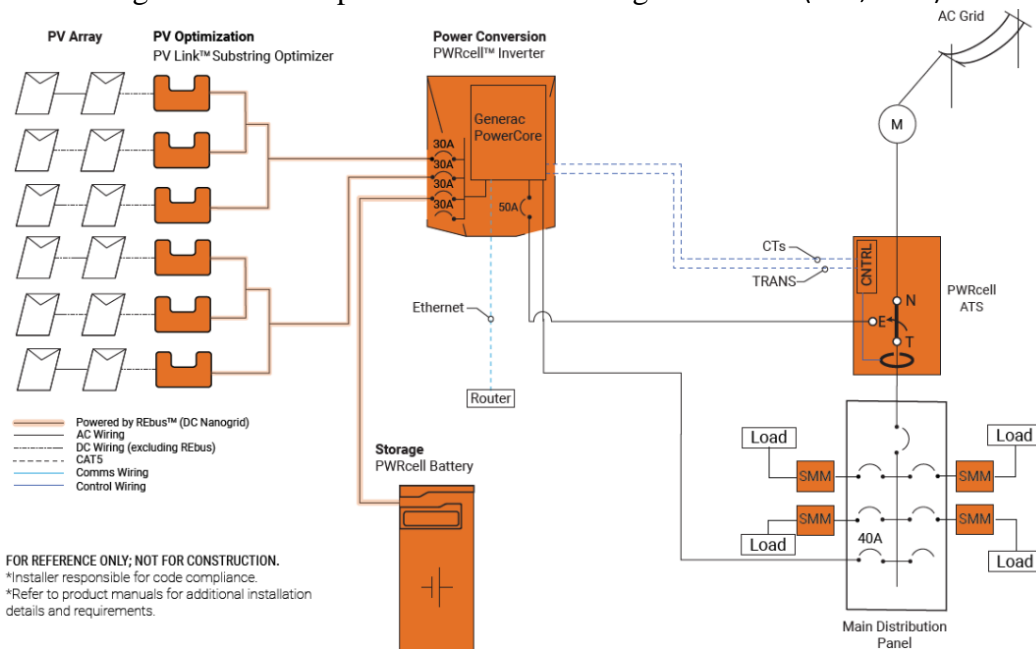 AC Grid
PV Array
PV Optimization
PV Link™ Substring Optimizer
Power Conversion
PWRcell™ Inverter
Generac
PowerCore
30A
30A
30A
30A
50A
M
CTs
TRANS
CNTRL
N
E
T
PWRcell
ATS
Ethernet
Router
Powered by REbus™ (DC Nanogrid)
AC Wiring
DC Wiring (excluding REbus)
CAT5
Comms Wiring
Control Wiring
Storage
PWRcell Battery
Load
Load
SMM
SMM
SMM
SMM
Load
Load
40A
Main Distribution
Panel
FOR REFERENCE ONLY; NOT FOR CONSTRUCTION.
*Installer responsible for code compliance.
*Refer to product manuals for additional installation
details and requirements.